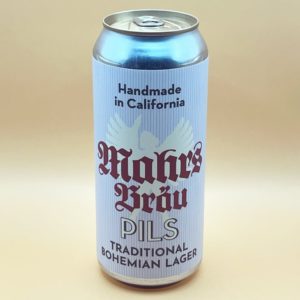 Handmade
in California
Mahrs
Bräu
PILS
TRADITIONAL
BOHEMIAN LAGER